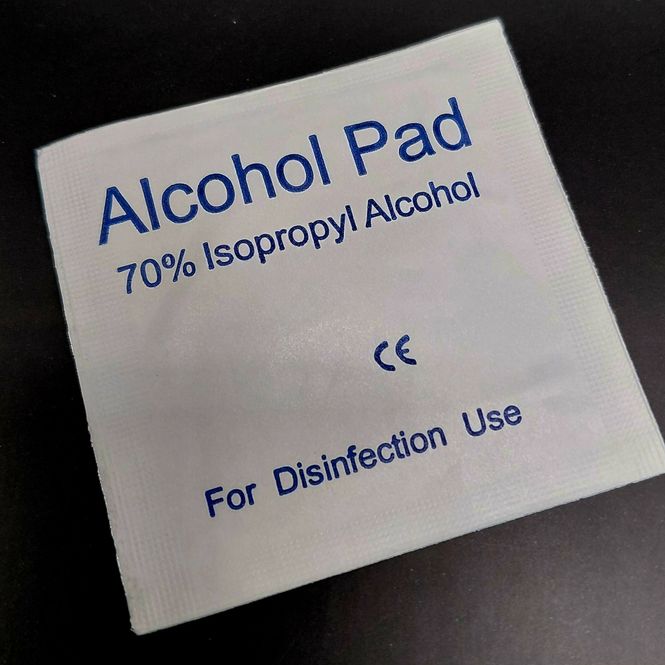 Alcohol Pad
70% Isopropyl Alcohol
CE
For Disinfection Use